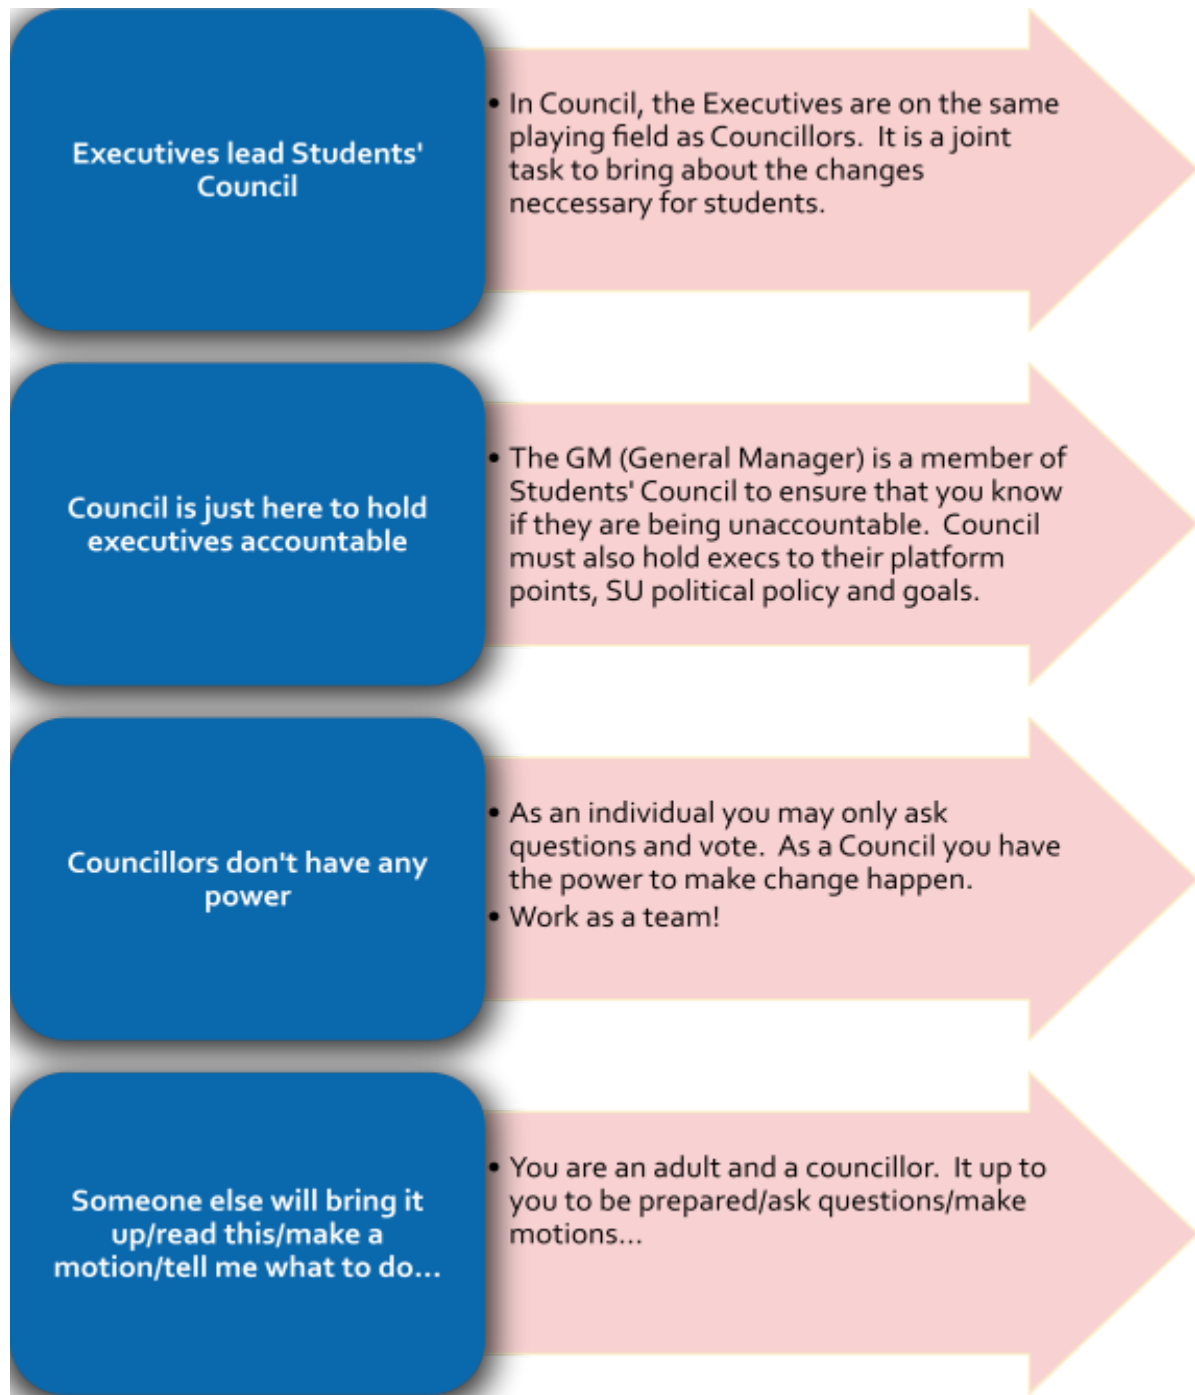 Executives lead Students'
Council
• In Council, the Executives are on the same
playing field as Councillors.  It is a joint
task to bring about the changes
neccessary for students.
Council is just here to hold
executives accountable
• The GM (General Manager) is a member of
Students' Council to ensure that you know
if they are being unaccountable.  Council
must also hold execs to their platform
points, SU political policy and goals.
Councillors don't have any
power
• As an individual you may only ask
questions and vote.  As a Council you have
the power to make change happen.
• Work as a team!
Someone else will bring it
up/read this/make a
motion/tell me what to do...
• You are an adult and a councillor.  It up to
you to be prepared/ask questions/make
motions...